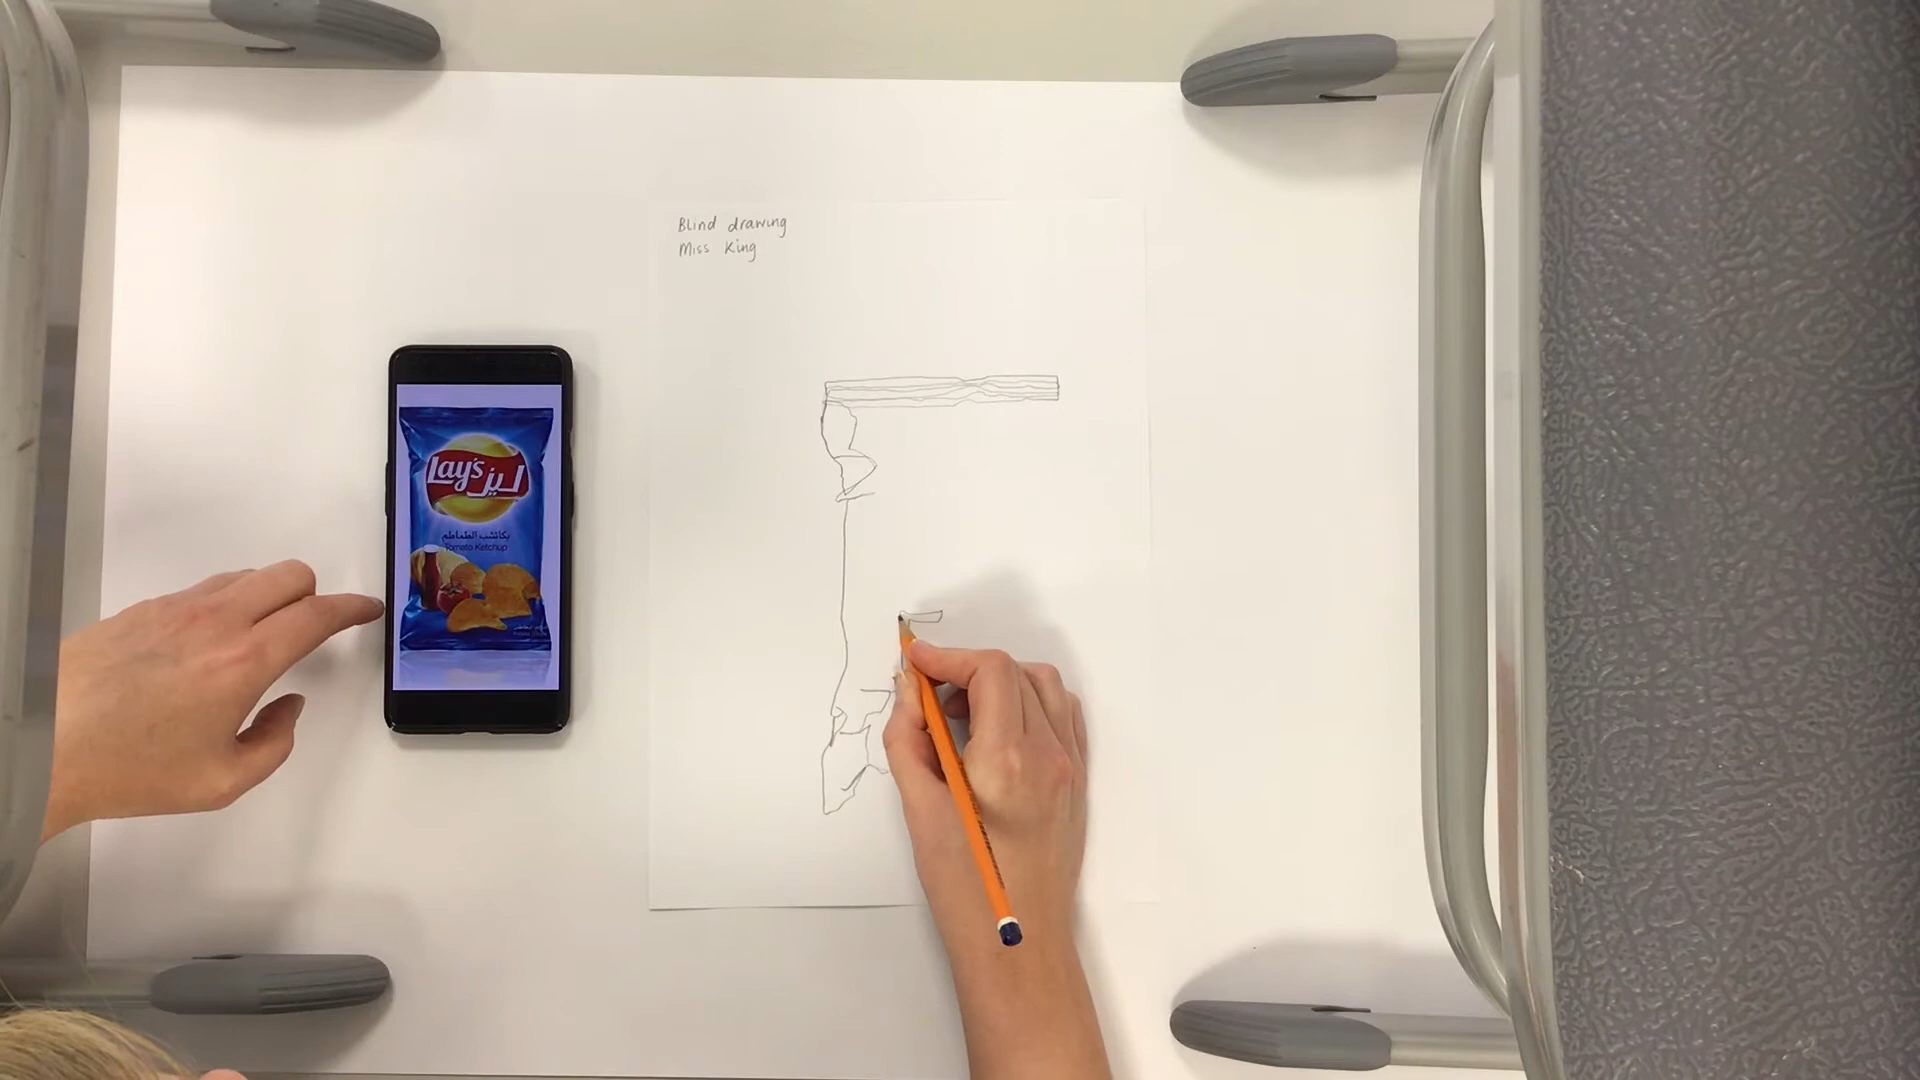 Blind drawing
Miss King
Lay's ليز
بكاتشب الطماطم
Tomato Ketchup